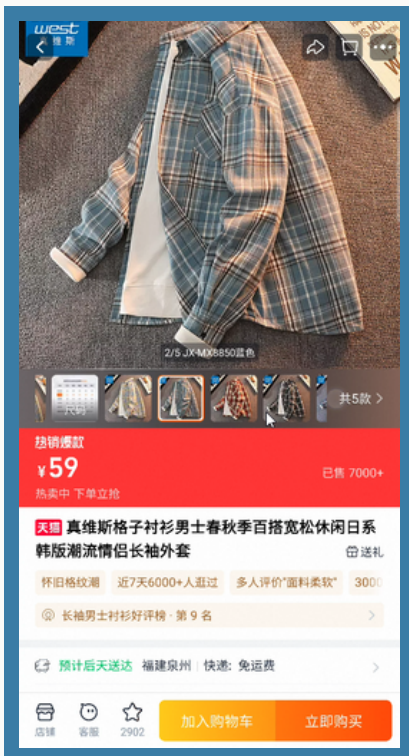 west
维斯
2/5 JX-MX8850蓝色
尺码
共5款
热销爆款
¥59
已售 7000+
热卖中 下单立抢
天猫 真维斯格子衬衫男士春秋季百搭宽松休闲日系
韩版潮流情侣长袖外套
送礼
怀旧格纹潮 近7天6000+人逛过 多人评价"面料柔软" 3000
长袖男士衬衫好评榜 · 第 9 名
预计后天送达 福建泉州 | 快递: 免运费
店铺 客服 2902 加入购物车 立即购买